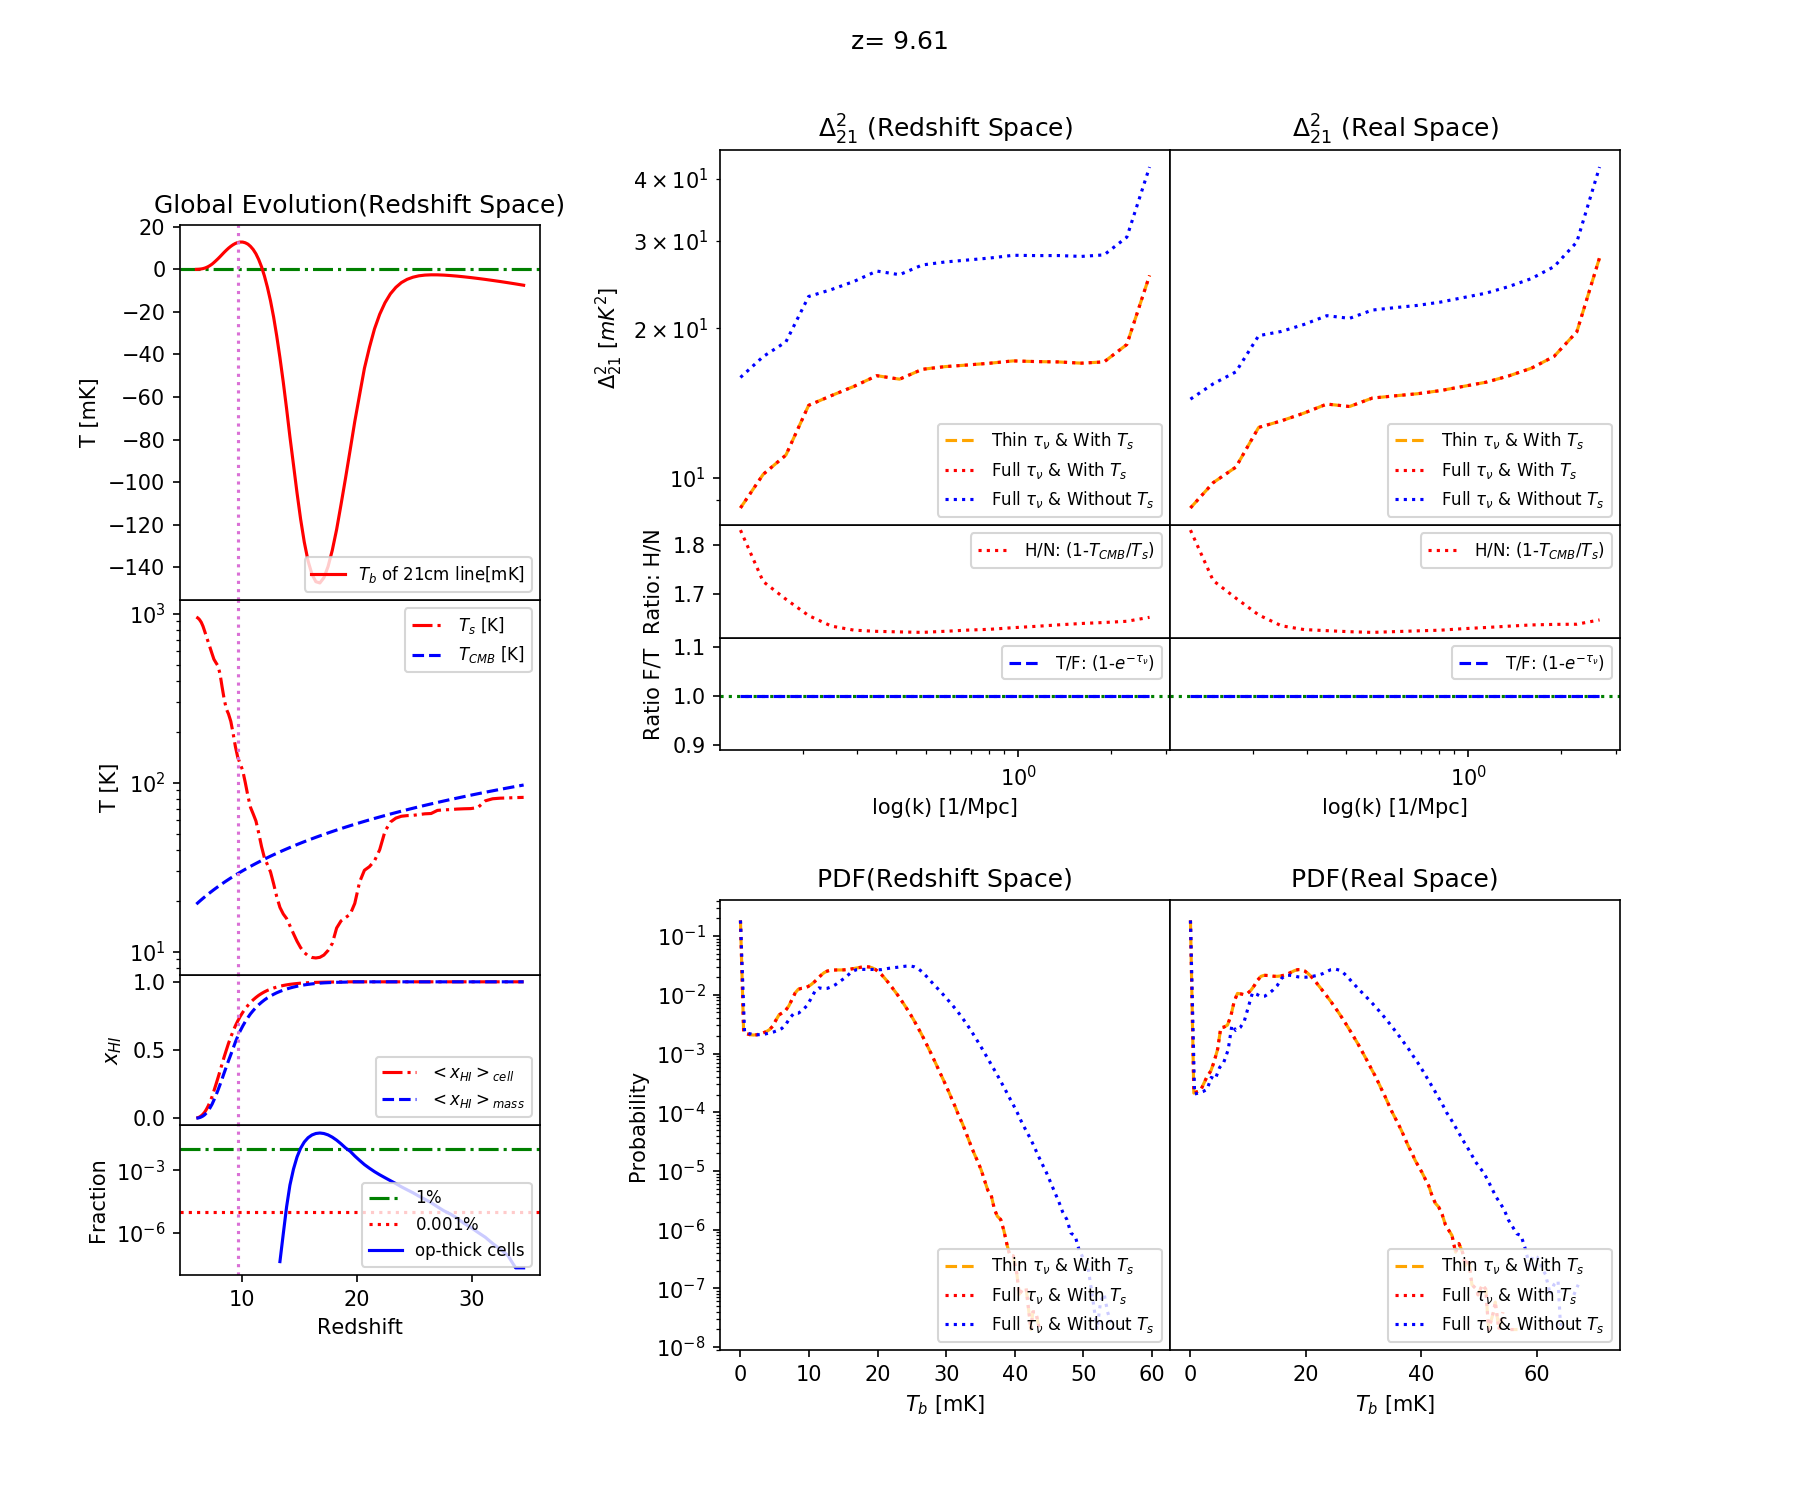 z= 9.61
Global Evolution(Redshift Space)
20
0
−20
−40
−60
−80
−100
−120
−140
T [mK]
T_b of 21cm line[mK]
10^3
10^2
10^1
T [K]
T_s [K]
T_CMB [K]
1.0
0.5
0.0
x_HI
< x_HI >_cell
< x_HI >_mass
10^−3
10^−6
Fraction
1%
0.001%
op-thick cells
10 20 30
Redshift
Δ^2_21 (Redshift Space)
Δ^2_21 (Real Space)
4 × 10^1
3 × 10^1
2 × 10^1
10^1
Δ^2_21 [mK^2]
Thin τ_ν & With T_s
Full τ_ν & With T_s
Full τ_ν & Without T_s
Thin τ_ν & With T_s
Full τ_ν & With T_s
Full τ_ν & Without T_s
1.8
1.7
Ratio: H/N
H/N: (1-T_CMB/T_s)
H/N: (1-T_CMB/T_s)
1.1
1.0
0.9
Ratio F/T
T/F: (1-e^−τ_ν)
T/F: (1-e^−τ_ν)
10^0
10^0
log(k) [1/Mpc]
log(k) [1/Mpc]
PDF(Redshift Space)
PDF(Real Space)
10^−1
10^−2
10^−3
10^−4
10^−5
10^−6
10^−7
10^−8
Probability
Thin τ_ν & With T_s
Full τ_ν & With T_s
Full τ_ν & Without T_s
Thin τ_ν & With T_s
Full τ_ν & With T_s
Full τ_ν & Without T_s
0 10 20 30 40 50 60
0 20 40 60
T_b [mK]
T_b [mK]